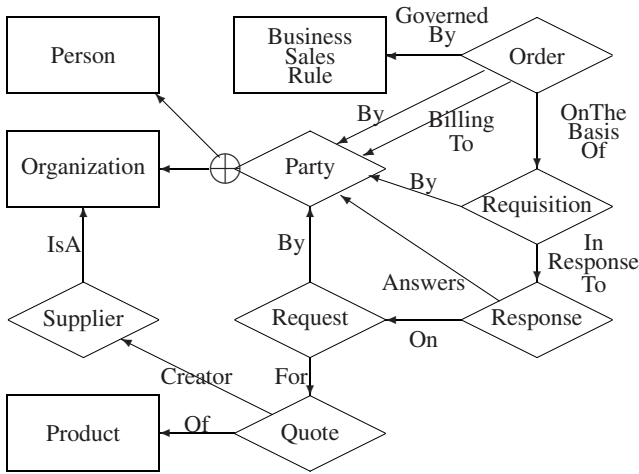 Governed
By
Person
Business
Sales
Rule
Order
By
Billing
To
OnThe
Basis
Of
Organization
Party
By
Requisition
IsA
By
In
Response
To
Answers
Supplier
Request
Response
On
Creator
For
Product
Of
Quote